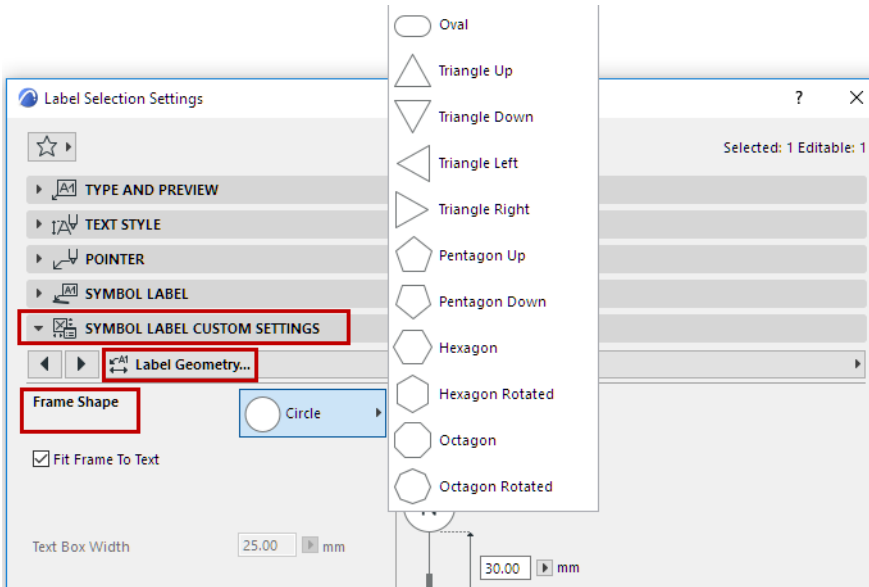 Oval
Triangle Up
Triangle Down
Triangle Left
Triangle Right
Pentagon Up
Pentagon Down
Hexagon
Hexagon Rotated
Octagon
Octagon Rotated
Label Selection Settings
?
Selected: 1 Editable: 1
TYPE AND PREVIEW
TEXT STYLE
POINTER
SYMBOL LABEL
SYMBOL LABEL CUSTOM SETTINGS
Label Geometry...
Frame Shape
Circle
Fit Frame To Text
Text Box Width
25.00 mm
30.00 mm